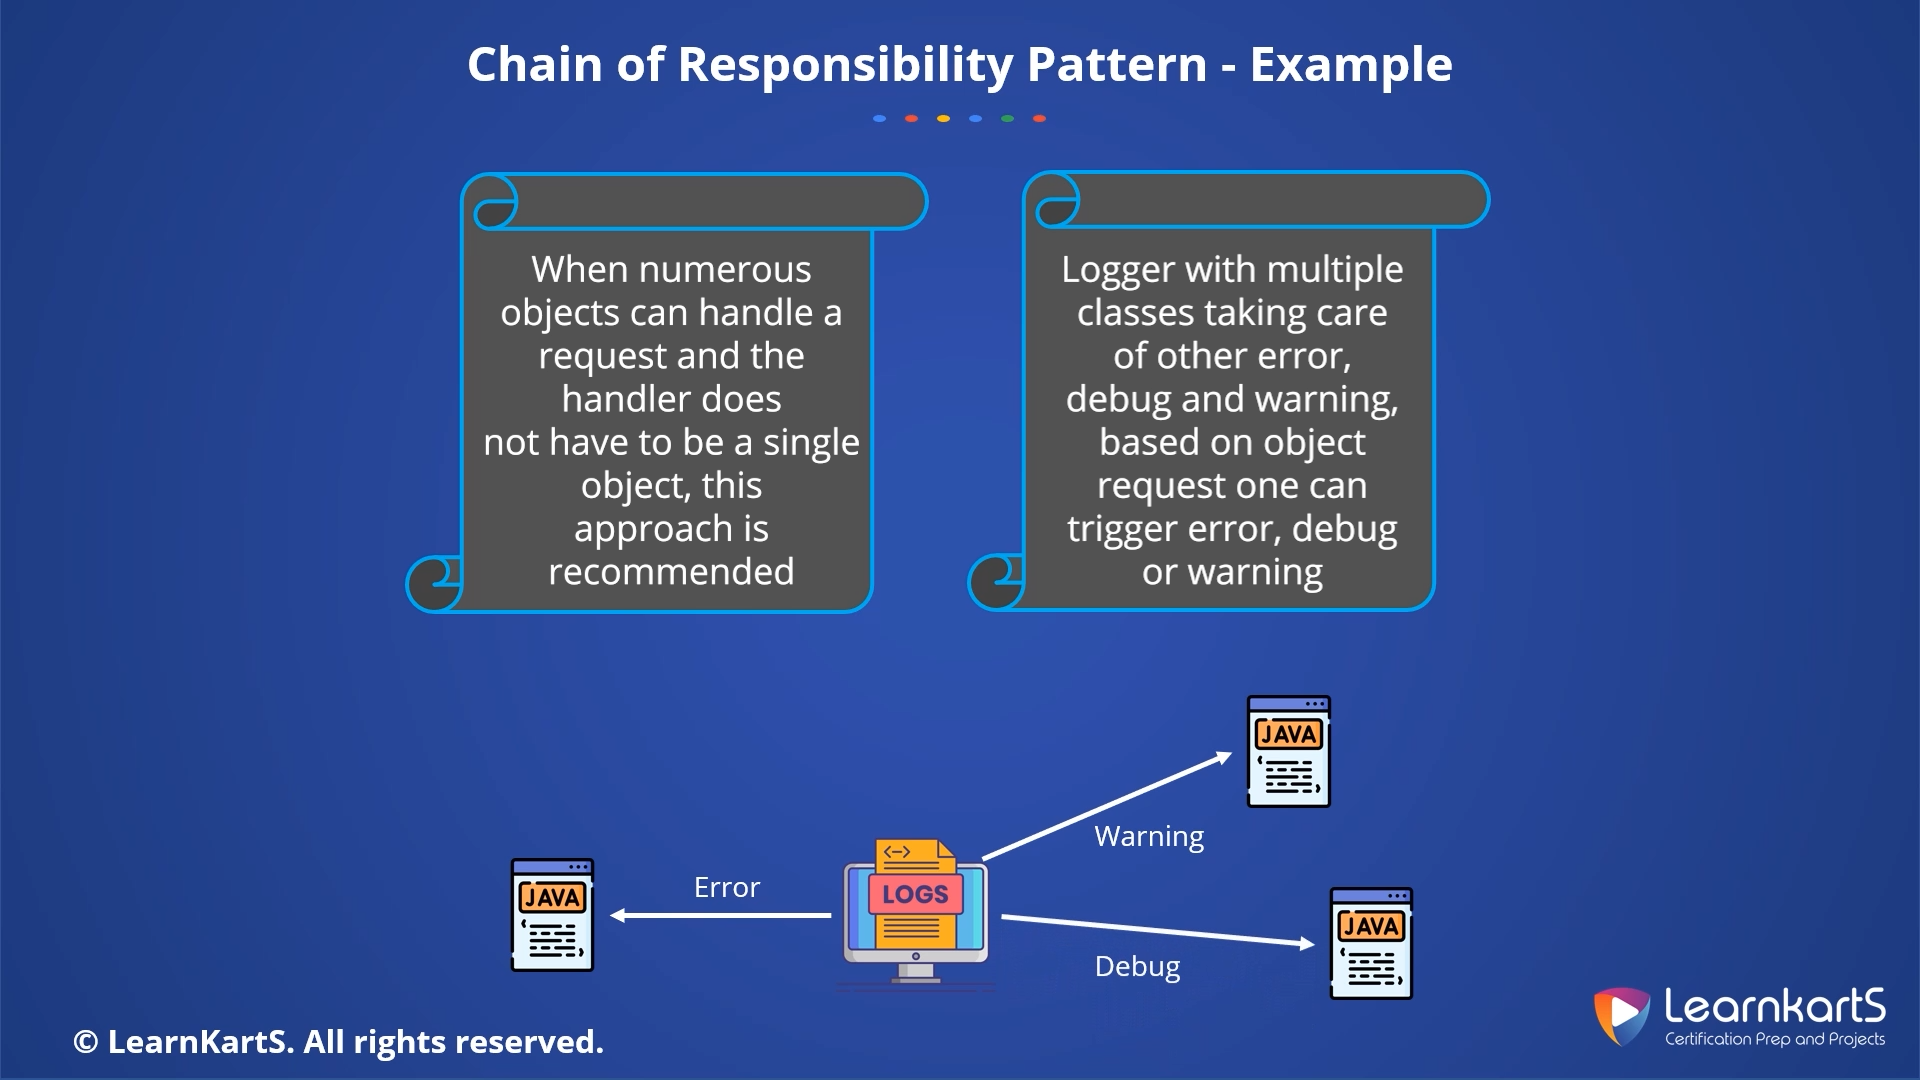 Chain of Responsibility Pattern - Example
When numerous
objects can handle a
request and the
handler does
not have to be a single
object, this
approach is
recommended
Logger with multiple
classes taking care
of other error,
debug and warning,
based on object
request one can
trigger error, debug
or warning
JAVA
Warning
<-> 
LOGS
Error
JAVA
JAVA
Debug
LearnkartS
Certification Prep and Projects
© LearnKartS. All rights reserved.